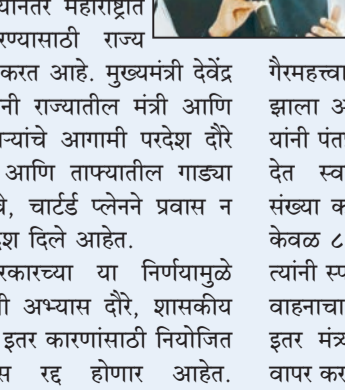 यानंतर महाराष्ट्रात
रण्यासाठी राज्य
करत आहे. मुख्यमंत्री देवेंद्र
नी राज्यातील मंत्री आणि
ऱ्यांचे आगामी परदेश दौरे
आणि ताफ्यातील गाड्या
चे, चार्टर्ड प्लेनने प्रवास न
श दिले आहेत.
रकारच्या या निर्णयामुळे
ी अभ्यास दौरे, शासकीय
इतर कारणांसाठी नियोजित
स रद्द होणार आहेत.
गैरमहत्त्वा
झाला अ
यांनी पंत
देत स्व
संख्या क
केवळ ८
त्यांनी स्प
वाहनाचा
इतर मंत्र
वापर कर